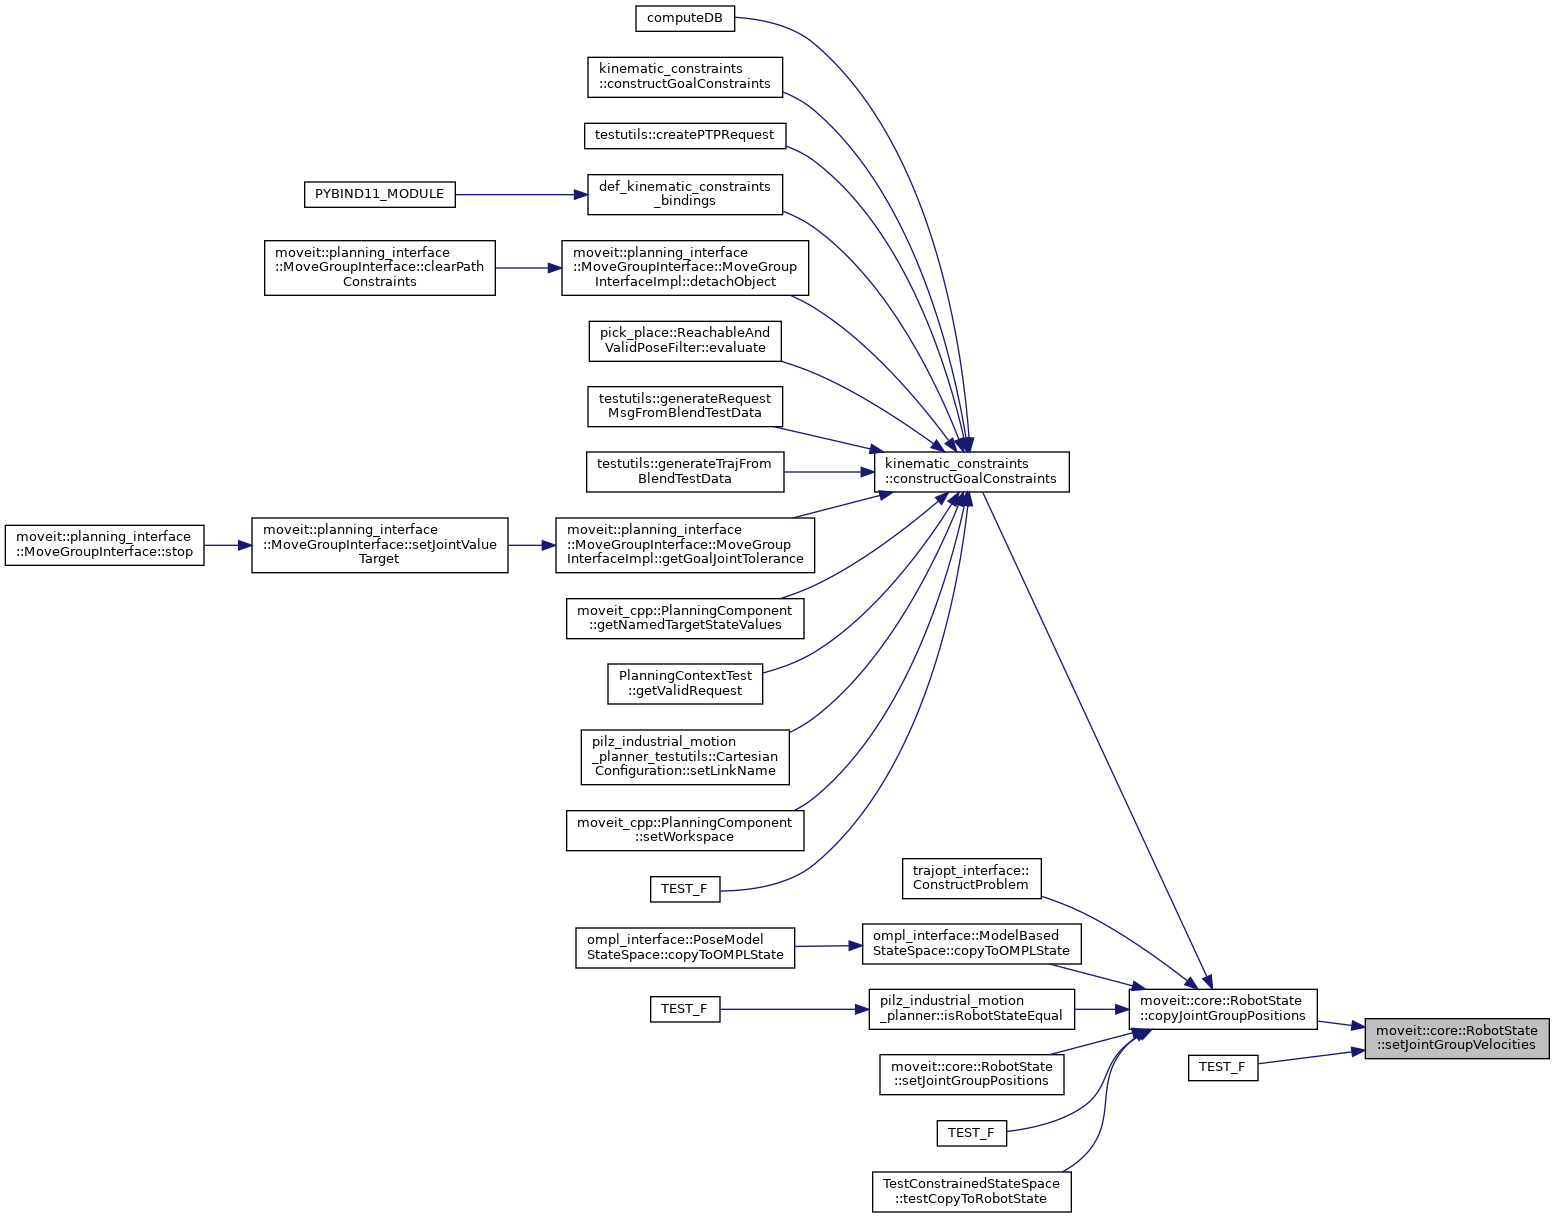 computeDB
kinematic_constraints
::constructGoalConstraints
testutils::createPTPRequest
PYBIND11_MODULE
def_kinematic_constraints
_bindings
moveit::planning_interface
::MoveGroupInterface::clearPath
Constraints
moveit::planning_interface
::MoveGroupInterface::MoveGroup
InterfaceImpl::detachObject
pick_place::ReachableAnd
ValidPoseFilter::evaluate
testutils::generateRequest
MsgFromBlendTestData
testutils::generateTrajFrom
BlendTestData
kinematic_constraints
::constructGoalConstraints
moveit::planning_interface
::MoveGroupInterface::stop
moveit::planning_interface
::MoveGroupInterface::setJointValue
Target
moveit::planning_interface
::MoveGroupInterface::MoveGroup
InterfaceImpl::getGoalJointTolerance
moveit_cpp::PlanningComponent
::getNamedTargetStateValues
PlanningContextTest
::getValidRequest
pilz_industrial_motion
_planner_testutils::Cartesian
Configuration::setLinkName
moveit_cpp::PlanningComponent
::setWorkspace
TEST_F
trajopt_interface::
ConstructProblem
ompl_interface::PoseModel
StateSpace::copyToOMPLState
ompl_interface::ModelBased
StateSpace::copyToOMPLState
TEST_F
pilz_industrial_motion
_planner::isRobotStateEqual
moveit::core::RobotState
::copyJointGroupPositions
moveit::core::RobotState
::setJointGroupVelocities
moveit::core::RobotState
::setJointGroupPositions
TEST_F
TEST_F
TestConstrainedStateSpace
::testCopyToRobotState